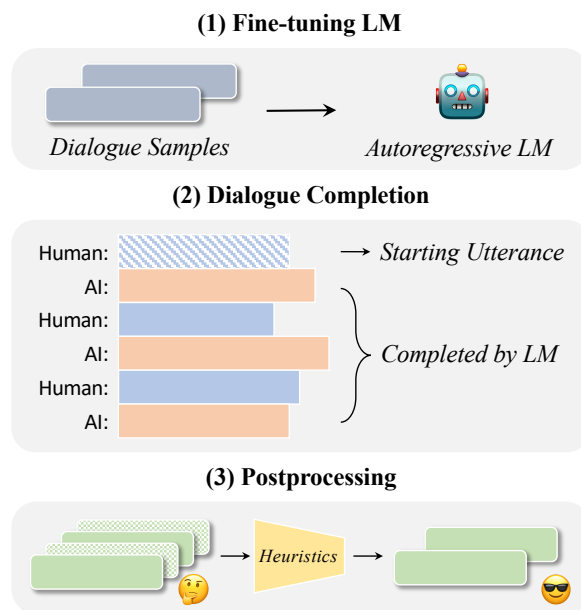 (1) Fine-tuning LM
Dialogue Samples
Autoregressive LM
(2) Dialogue Completion
Human:
Starting Utterance
AI:
Human:
AI:
Completed by LM
Human:
AI:
(3) Postprocessing
Heuristics